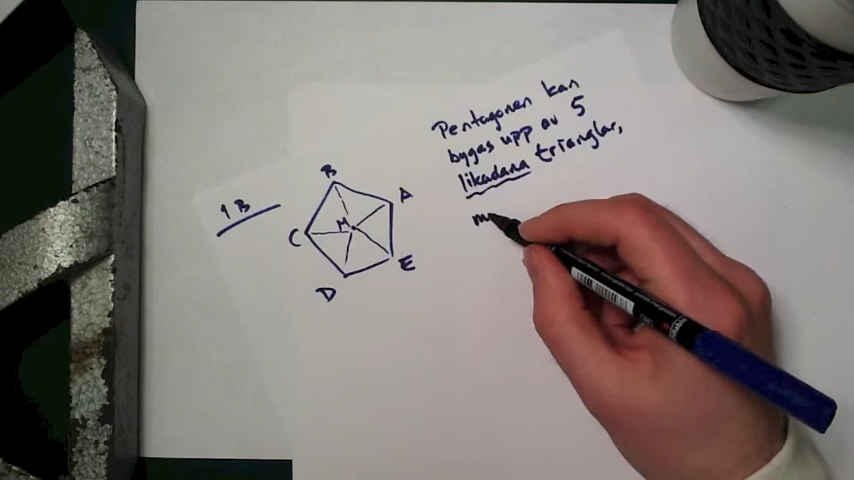 1B
B
A
M
C
E
D
Pentagonen kan
byggas upp av 5
likadana trianglar,
m